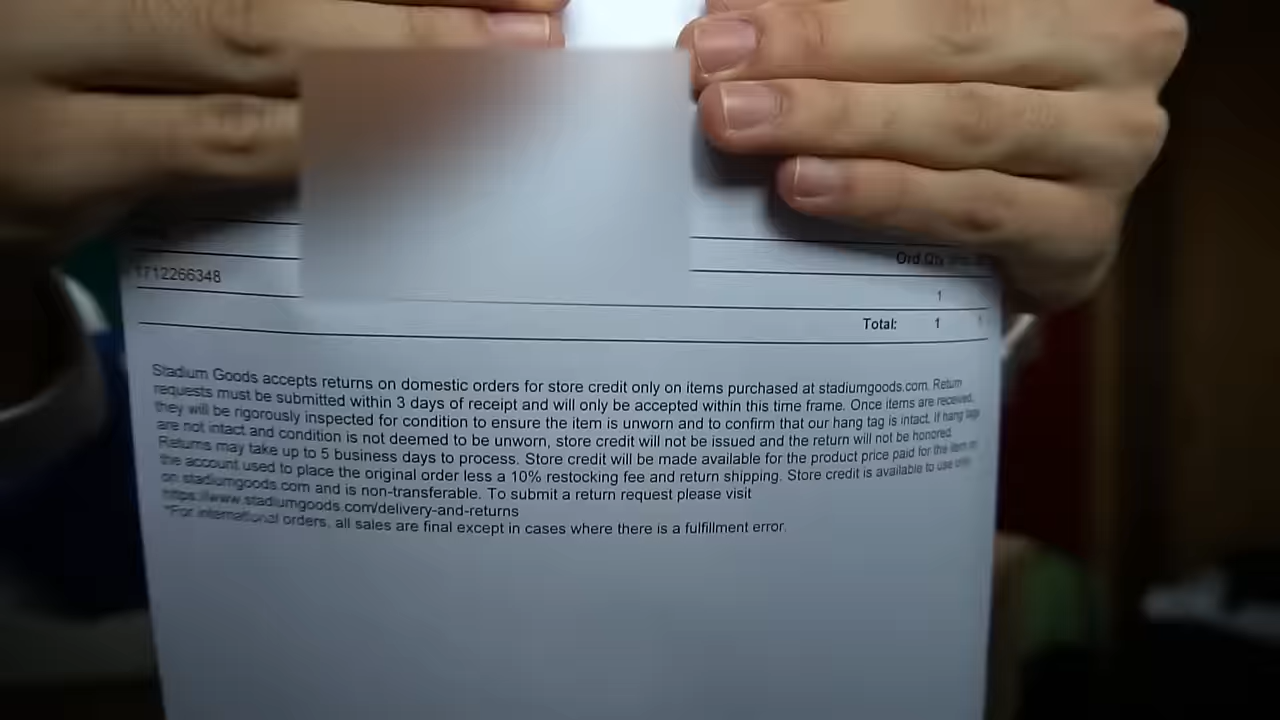 Ord Qty
1712266348
1
Total: 1 1
Stadium Goods accepts returns on domestic orders for store credit only on items purchased at stadiumgoods.com. Return
requests must be submitted within 3 days of receipt and will only be accepted within this time frame. Once items are received,
they will be rigorously inspected for condition to ensure the item is unworn and to confirm that our hang tag is intact. If hang tags
are not intact and condition is not deemed to be unworn, store credit will not be issued and the return will not be honored.
Returns may take up to 5 business days to process. Store credit will be made available for the product price paid for the item in
the account used to place the original order less a 10% restocking fee and return shipping. Store credit is available to use only
on stadiumgoods.com and is non-transferable. To submit a return request please visit
https://www.stadiumgoods.com/delivery-and-returns
*For international orders, all sales are final except in cases where there is a fulfillment error.